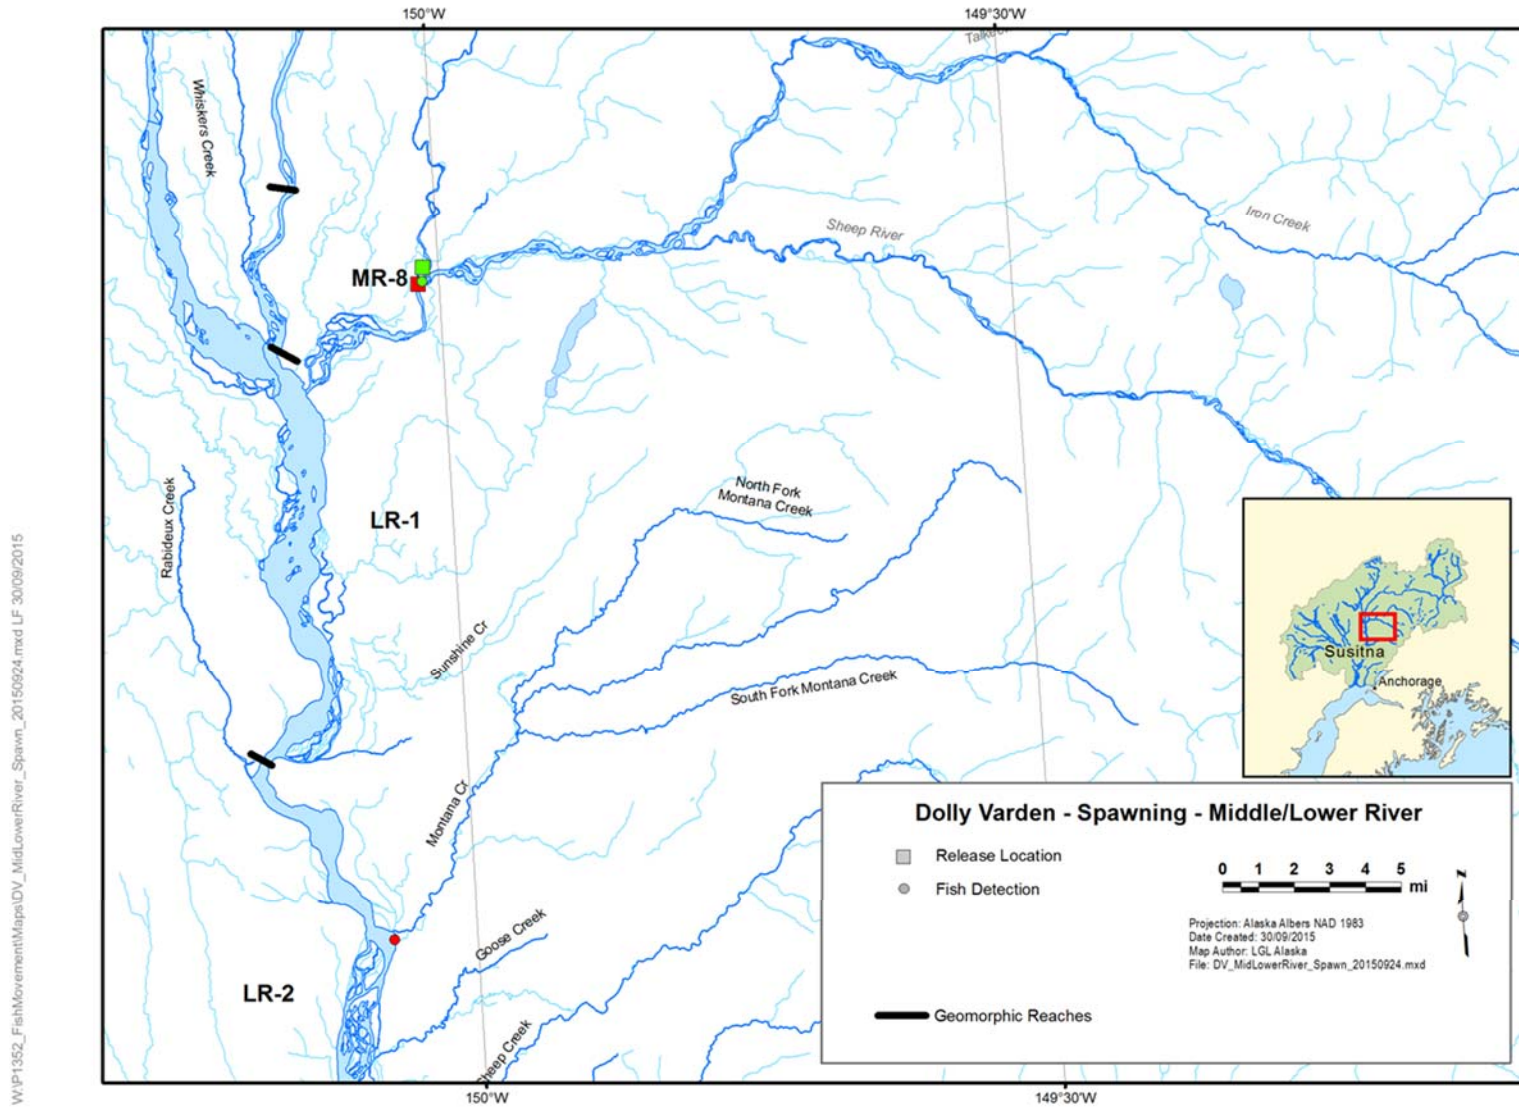 150°W
149°30'W
Whiskers Creek
Iron Creek
Sheep River
MR-8
Rabideux Creek
North Fork
Montana Creek
LR-1
Sunshine Cr
South Fork Montana Creek
Susitna
Anchorage
Montana Cr
Goose Creek
LR-2
Sheep Creek
Dolly Varden - Spawning - Middle/Lower River
Release Location
Fish Detection
0 1 2 3 4 5 mi
N
Projection: Alaska Albers NAD 1983
Date Created: 30/09/2015
Map Author: LGL Alaska
File: DV_MidLowerRiver_Spawn_20150924.mxd
Geomorphic Reaches
150°W
149°30'W
W:\P1352_FishMovement\Maps\DV_MidLowerRiver_Spawn_20150924.mxd LF 30/09/2015